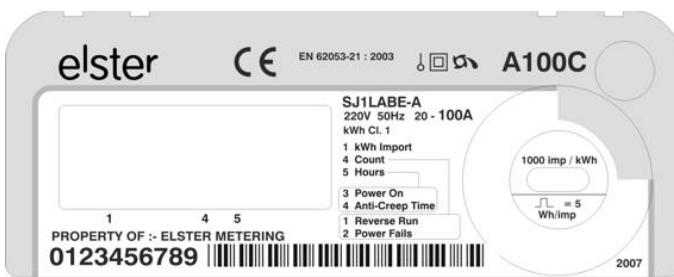 elster CE EN 62053-21 : 2003 A100C
SJ1LABE-A
220V 50Hz 20 - 100A
kWh Cl. 1
1 kWh Import
4 Count
5 Hours
3 Power On
4 Anti-Creep Time
1 Reverse Run
2 Power Fails
1000 imp / kWh
= 5
Wh/imp
1 4 5
PROPERTY OF :- ELSTER METERING
0123456789
2007